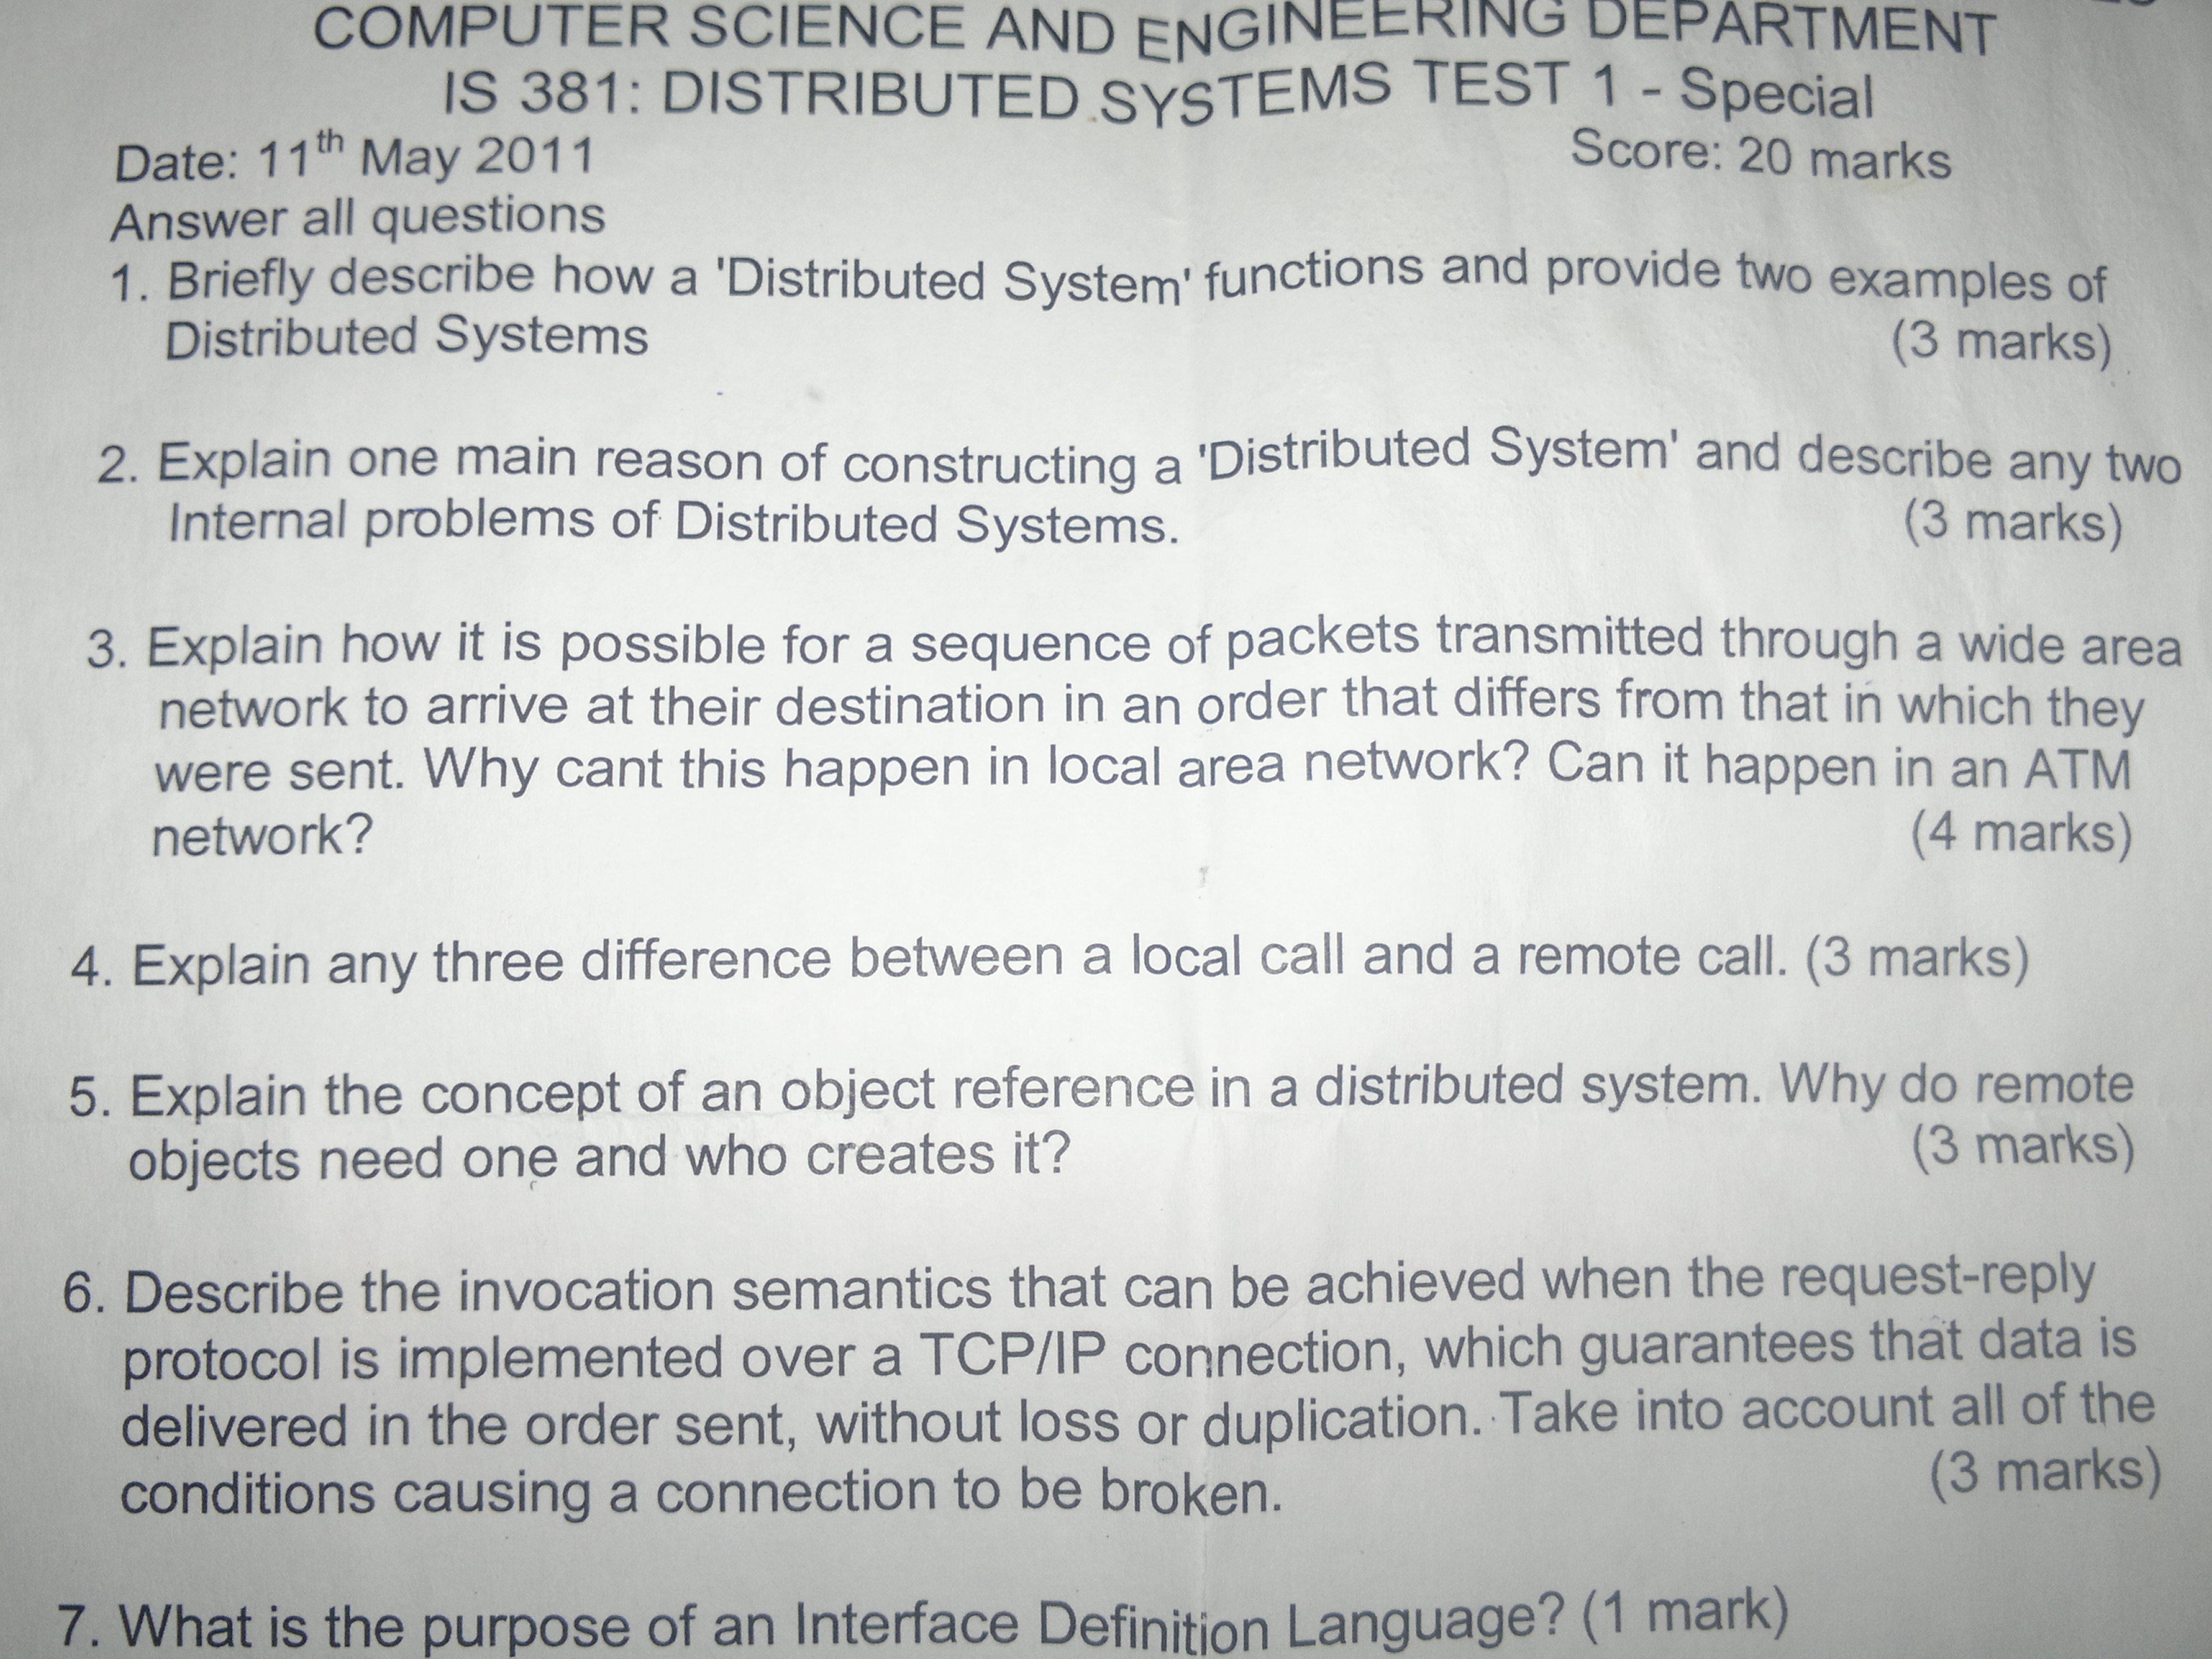 COMPUTER SCIENCE AND ENGINEERING DEPARTMENT
IS 381: DISTRIBUTED SYSTEMS TEST 1 - Special
Date: 11th May 2011 Score: 20 marks
Answer all questions
1. Briefly describe how a 'Distributed System' functions and provide two examples of
Distributed Systems (3 marks)
2. Explain one main reason of constructing a 'Distributed System' and describe any two
Internal problems of Distributed Systems. (3 marks)
3. Explain how it is possible for a sequence of packets transmitted through a wide area
network to arrive at their destination in an order that differs from that in which they
were sent. Why cant this happen in local area network? Can it happen in an ATM
network? (4 marks)
4. Explain any three difference between a local call and a remote call. (3 marks)
5. Explain the concept of an object reference in a distributed system. Why do remote
objects need one and who creates it? (3 marks)
6. Describe the invocation semantics that can be achieved when the request-reply
protocol is implemented over a TCP/IP connection, which guarantees that data is
delivered in the order sent, without loss or duplication. Take into account all of the
conditions causing a connection to be broken. (3 marks)
7. What is the purpose of an Interface Definition Language? (1 mark)